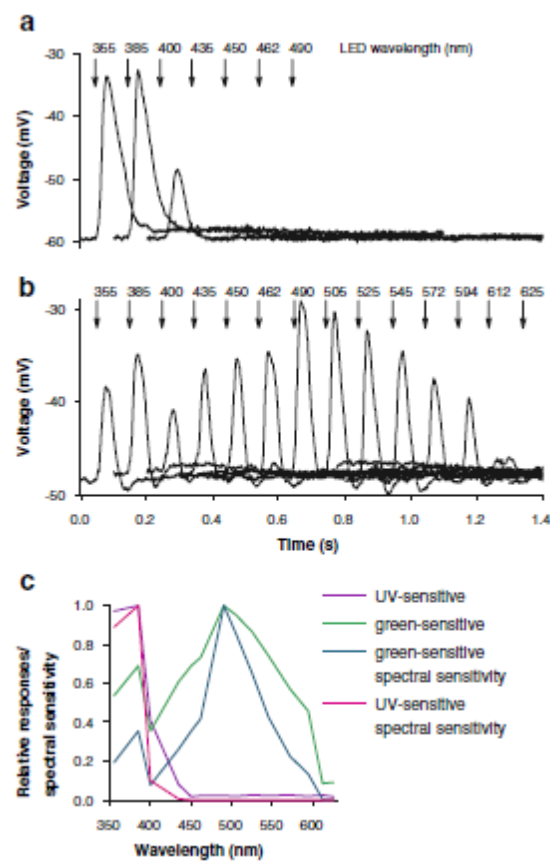 a
355 385 400 435 450 462 490 LED wavelength (nm)
-30
-40
-50
-60
Voltage (mV)
b
355 385 400 435 450 462 490 505 525 545 572 594 612 625
-30
-40
-50
Voltage (mV)
0.0 0.2 0.4 0.6 0.8 1.0 1.2 1.4
Time (s)
c
1.0
0.8
0.6
0.4
0.2
0.0
Relative responses/
spectral sensitivity
350 400 450 500 550 600
Wavelength (nm)
UV-sensitive
green-sensitive
green-sensitive
spectral sensitivity
UV-sensitive
spectral sensitivity